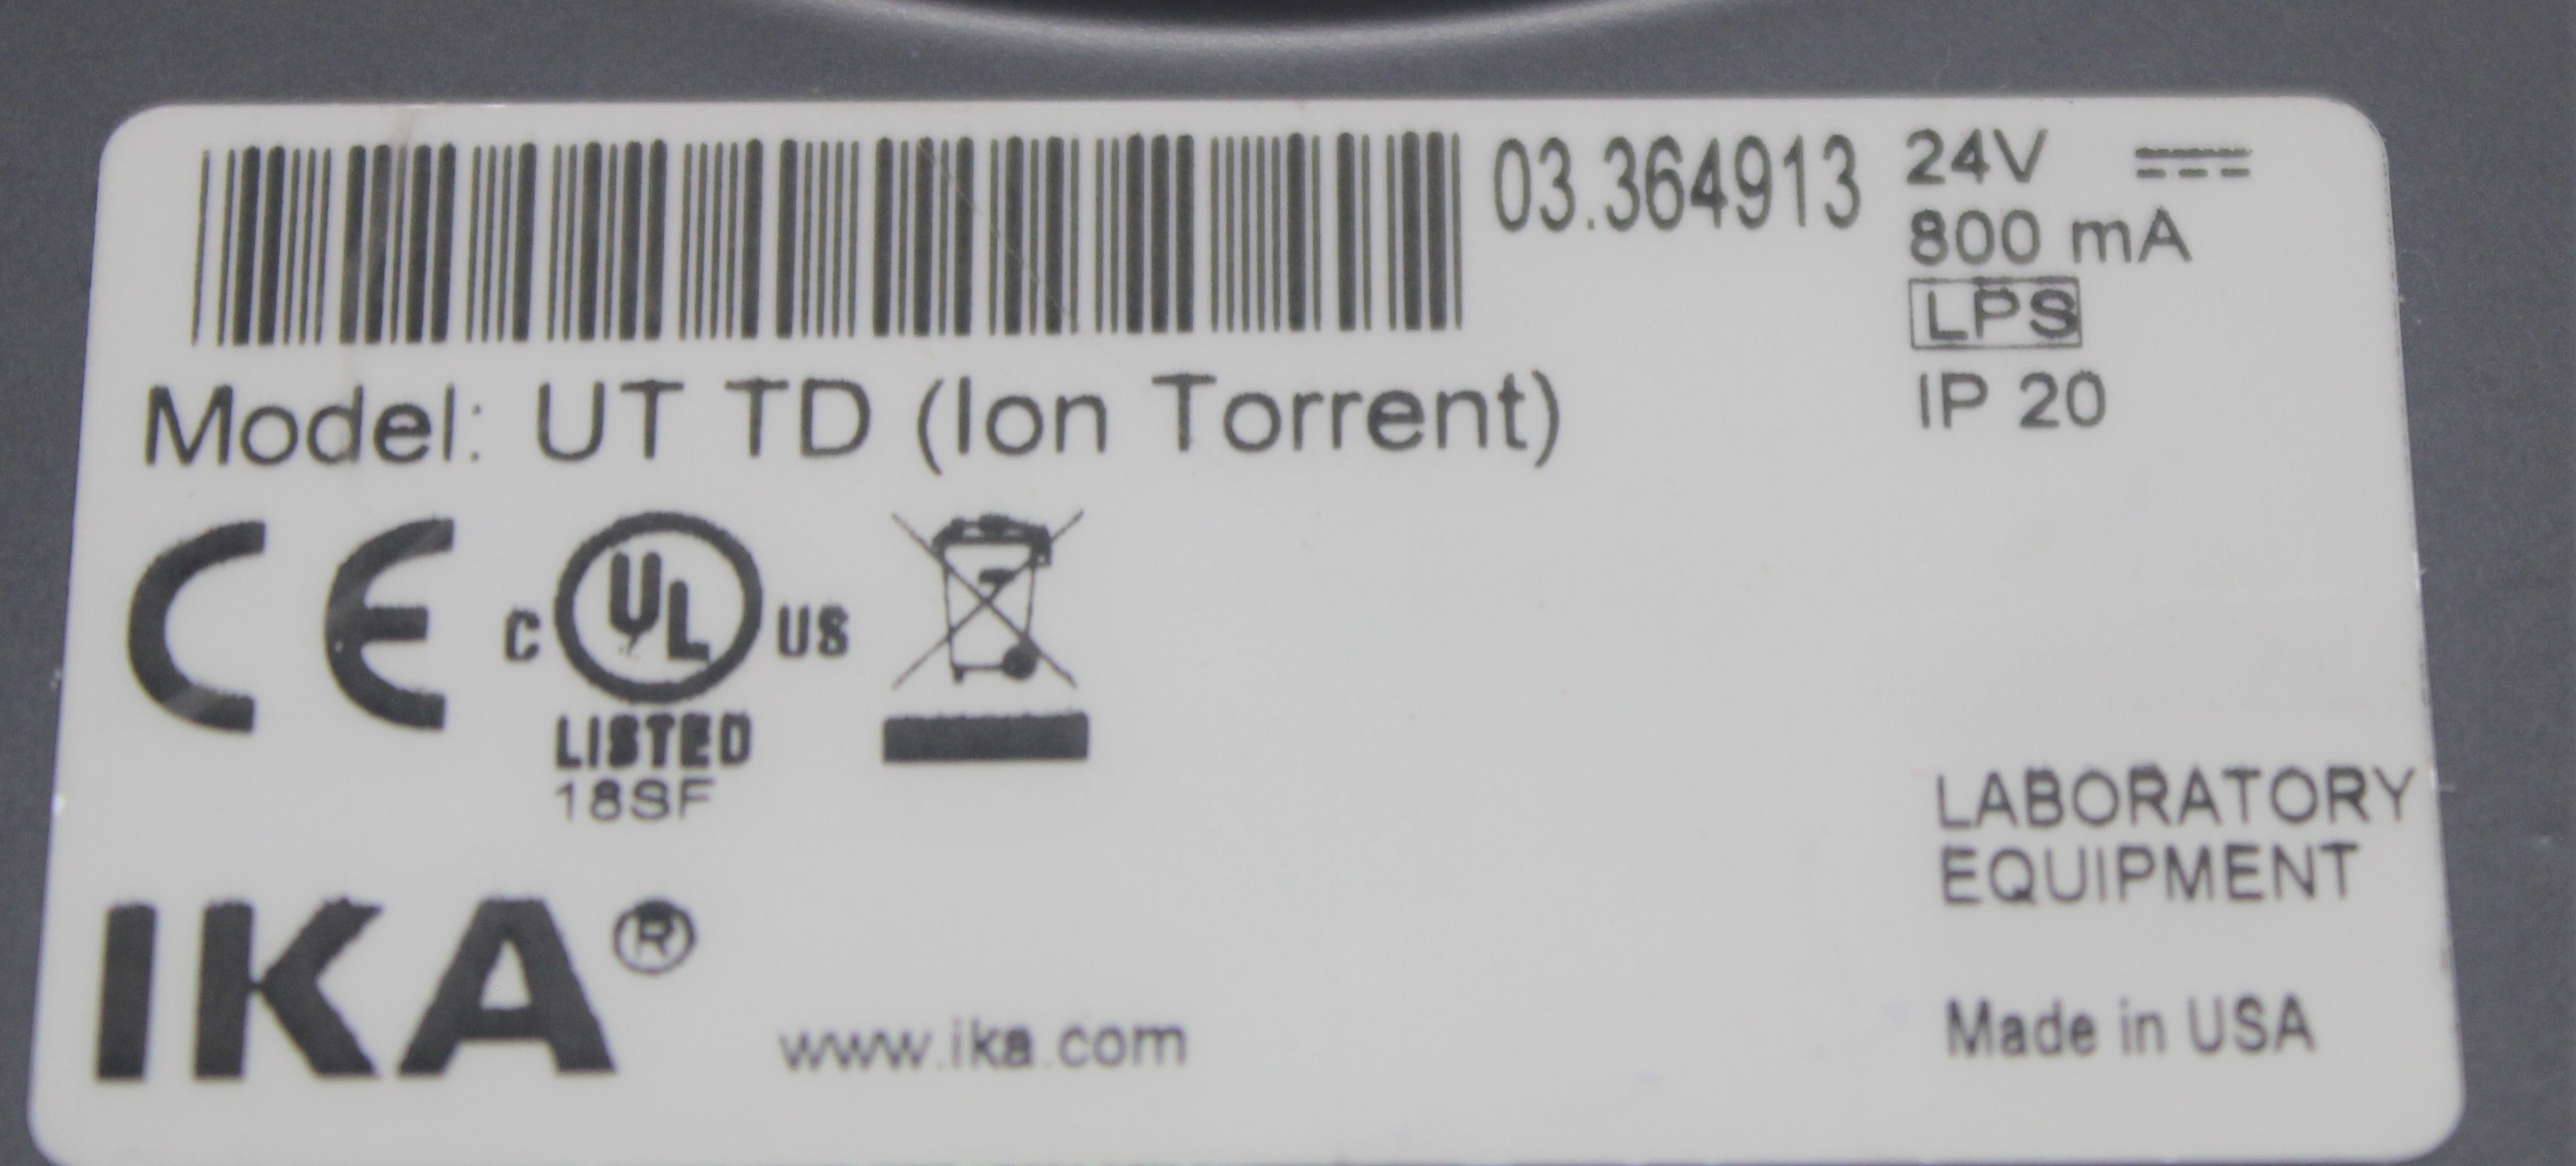 03.364913
24V
800 mA
LPS
IP 20
Model: UT TD (Ion Torrent)
CE
C UL US
LISTED
18SF
LABORATORY
EQUIPMENT
IKA®
www.ika.com
Made in USA